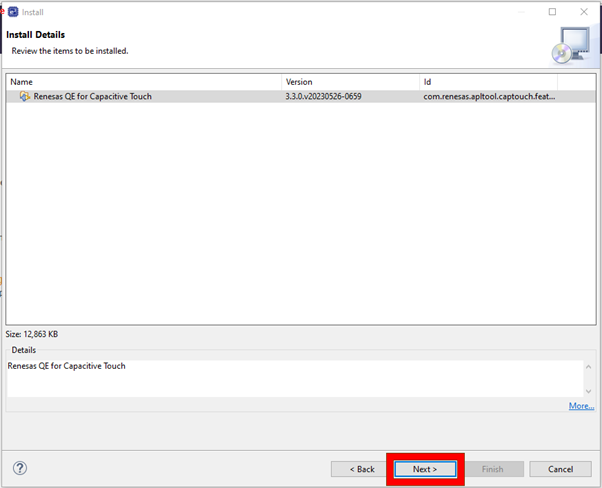 Install
Install Details
Review the items to be installed.
Name Version Id
Renesas QE for Capacitive Touch 3.3.0.v20230526-0659 com.renesas.apltool.captouch.feat...
Size: 12,863 KB
Details
Renesas QE for Capacitive Touch
More...
? < Back Next > Finish Cancel